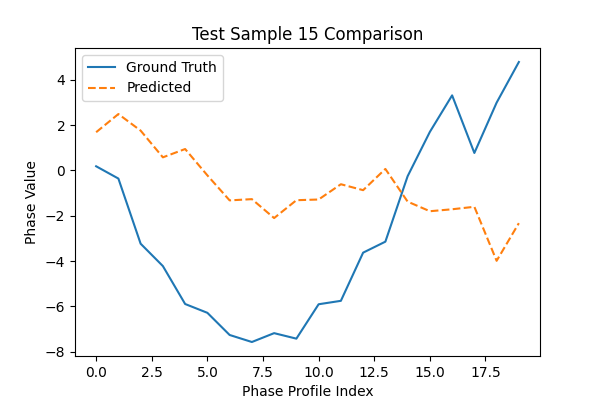 Test Sample 15 Comparison
Ground Truth
Predicted
Phase Value
4
2
0
−2
−4
−6
−8
0.0 2.5 5.0 7.5 10.0 12.5 15.0 17.5
Phase Profile Index